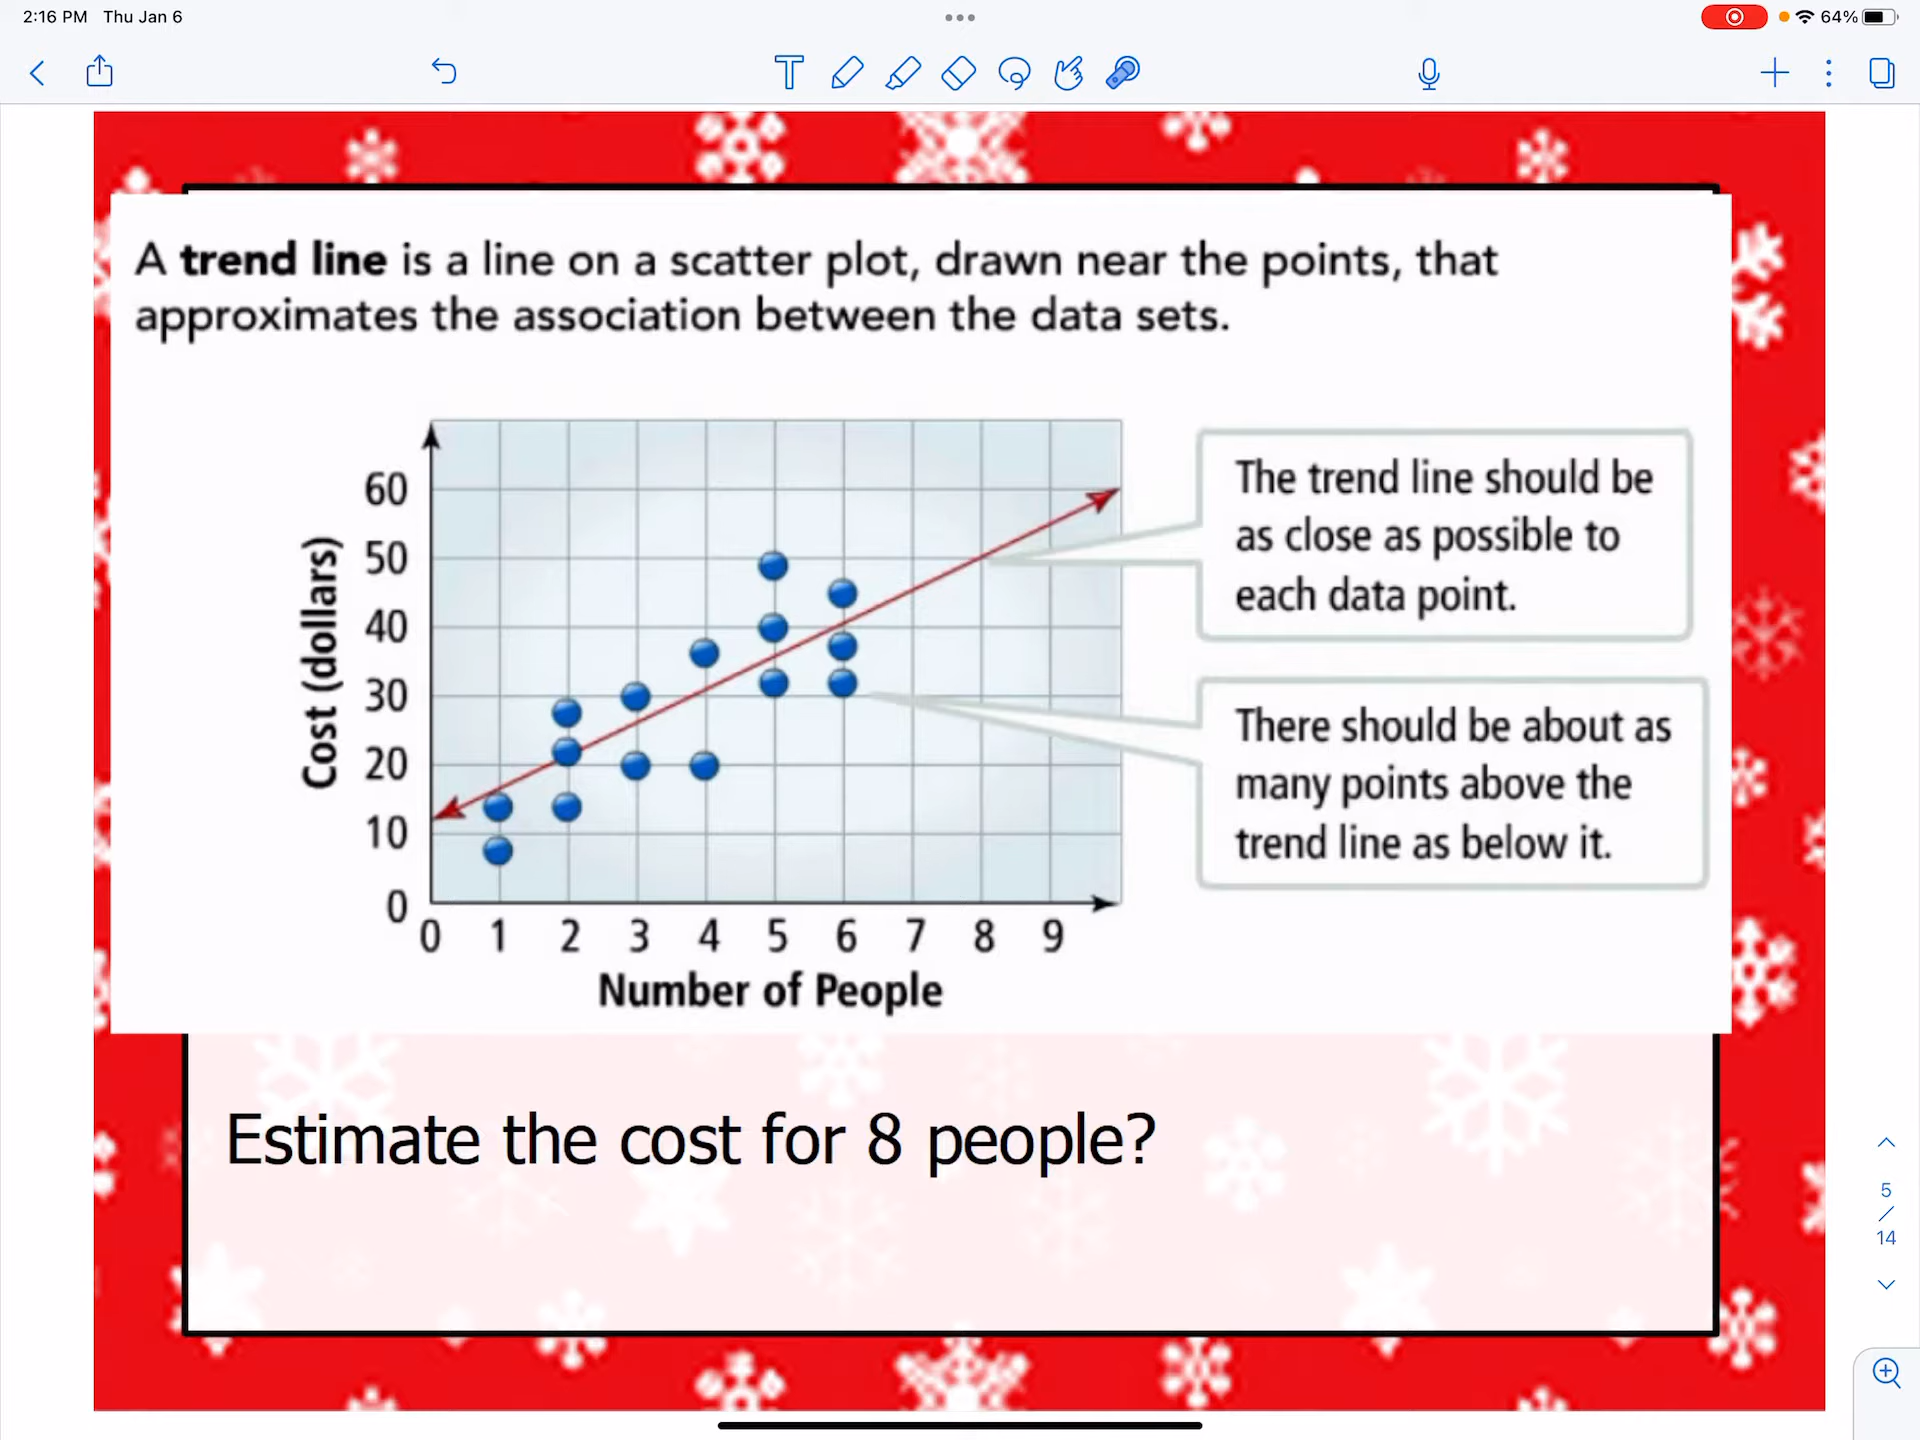 2:16 PM Thu Jan 6
64%
A trend line is a line on a scatter plot, drawn near the points, that
approximates the association between the data sets.
60
50
40
30
20
10
0
Cost (dollars)
0 1 2 3 4 5 6 7 8 9
Number of People
The trend line should be
as close as possible to
each data point.
There should be about as
many points above the
trend line as below it.
Estimate the cost for 8 people?
5
/
14